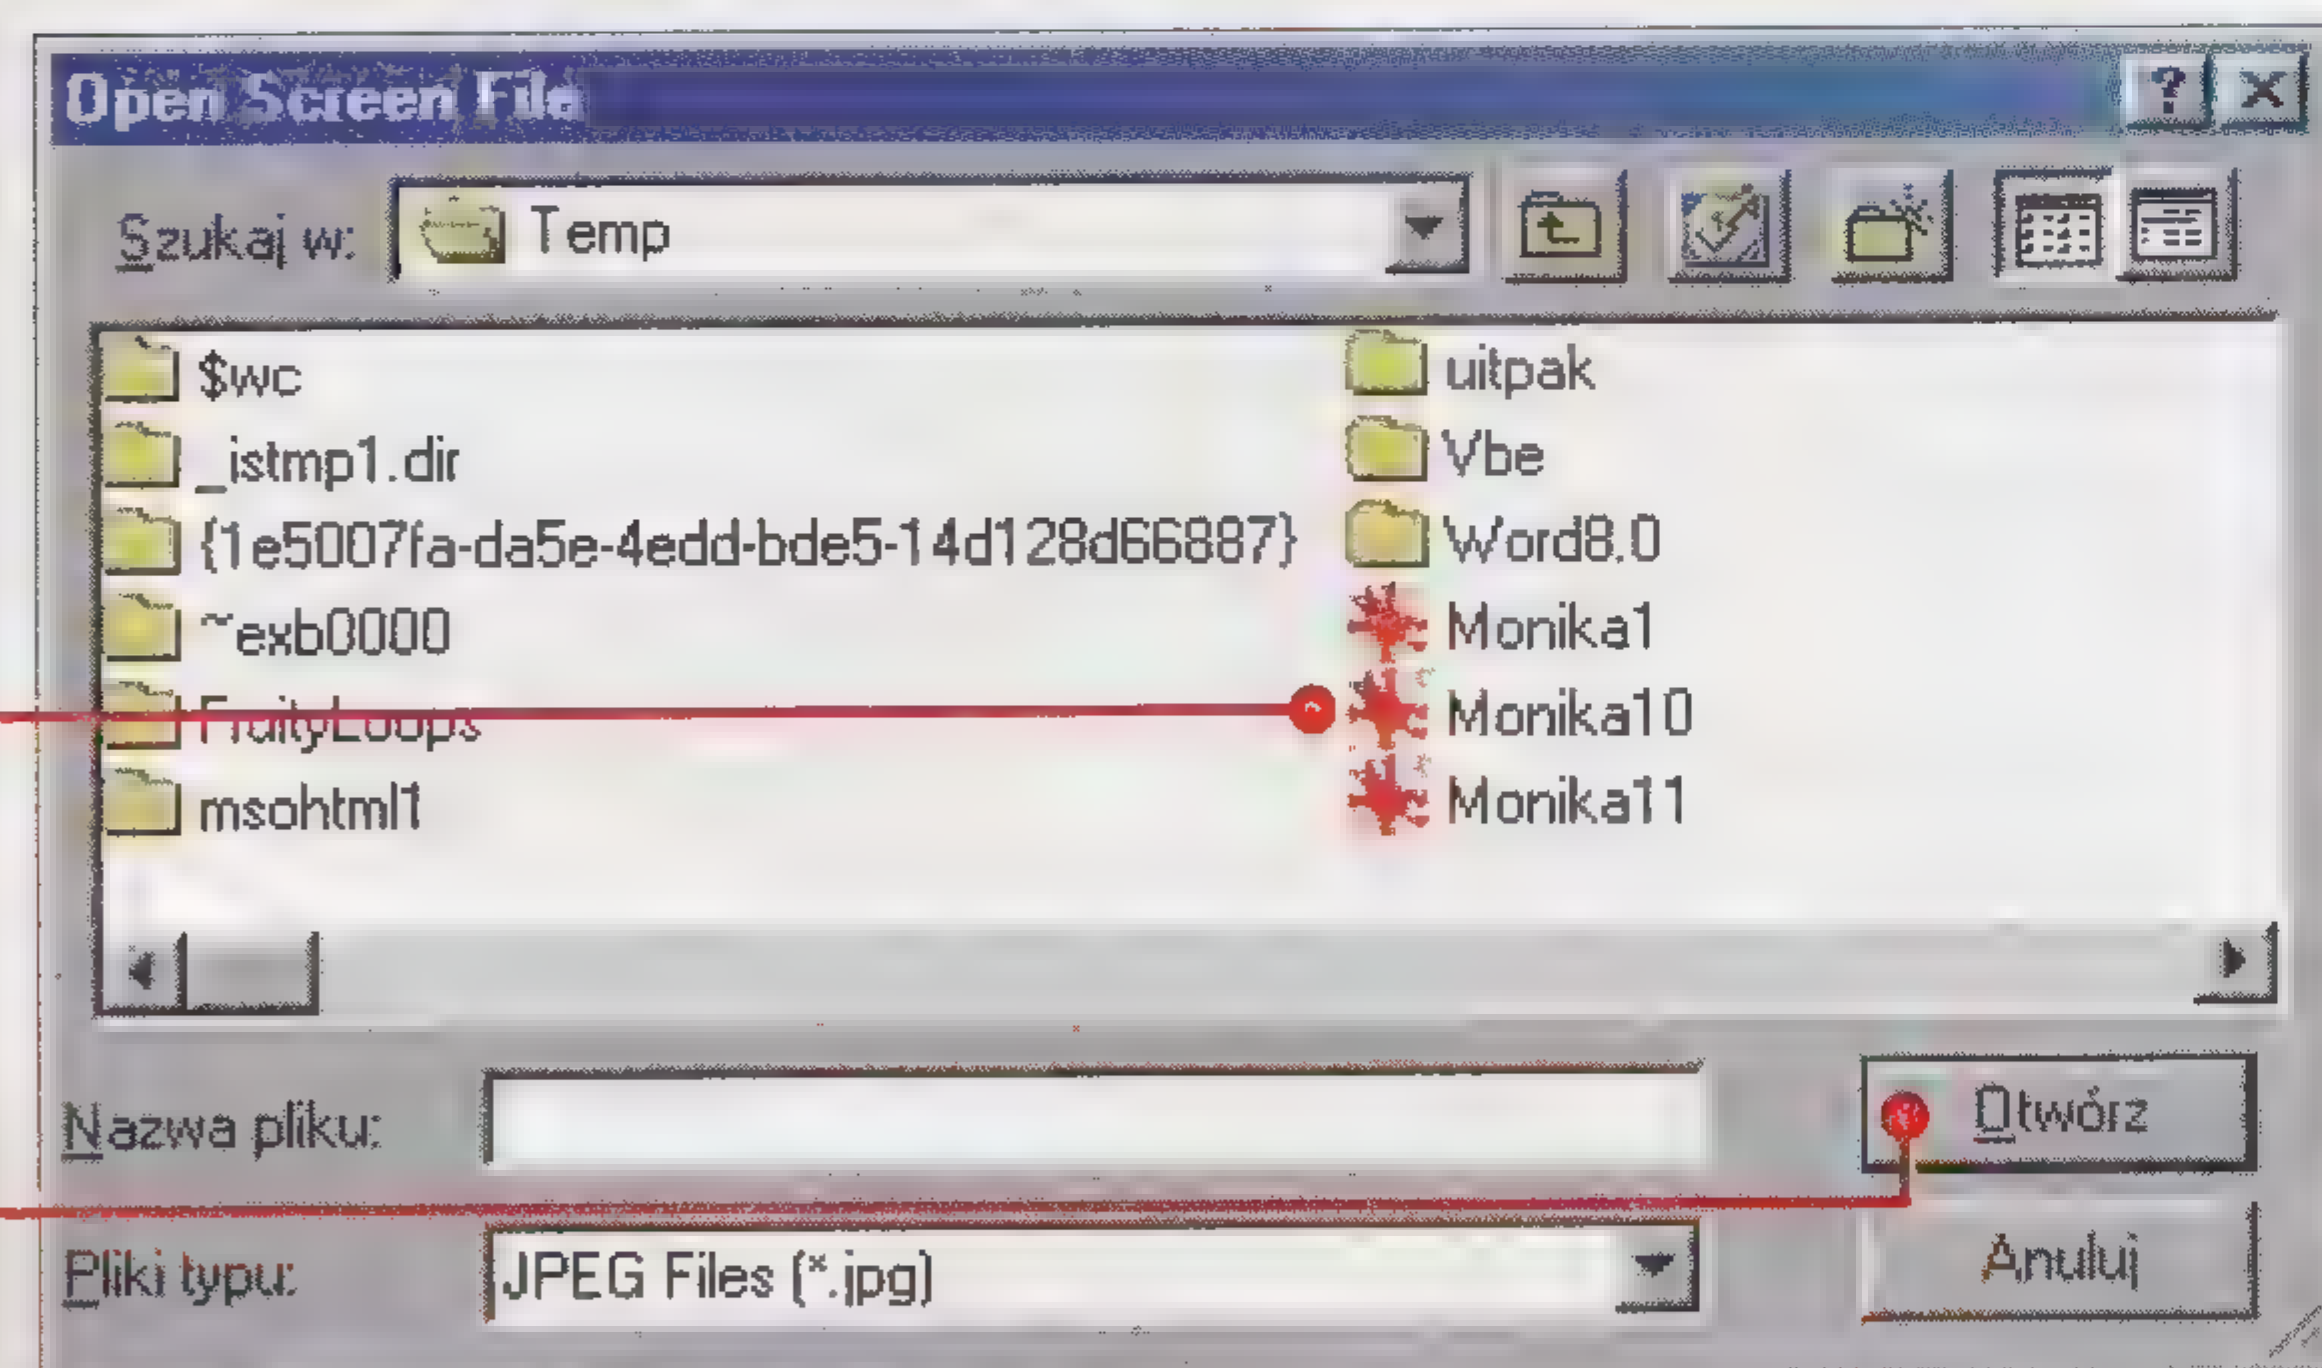 Open Screen File
Szukaj w: Temp
$wc
_istmp1.dir
{1e5007fa-da5e-4edd-bde5-14d128d66887}
~exb0000
FruityLoops
msohtml1
uitpak
Vbe
Word8.0
Monika1
Monika10
Monika11
Nazwa pliku:
Otwórz
Pliki typu: JPEG Files (*.jpg)
Anuluj